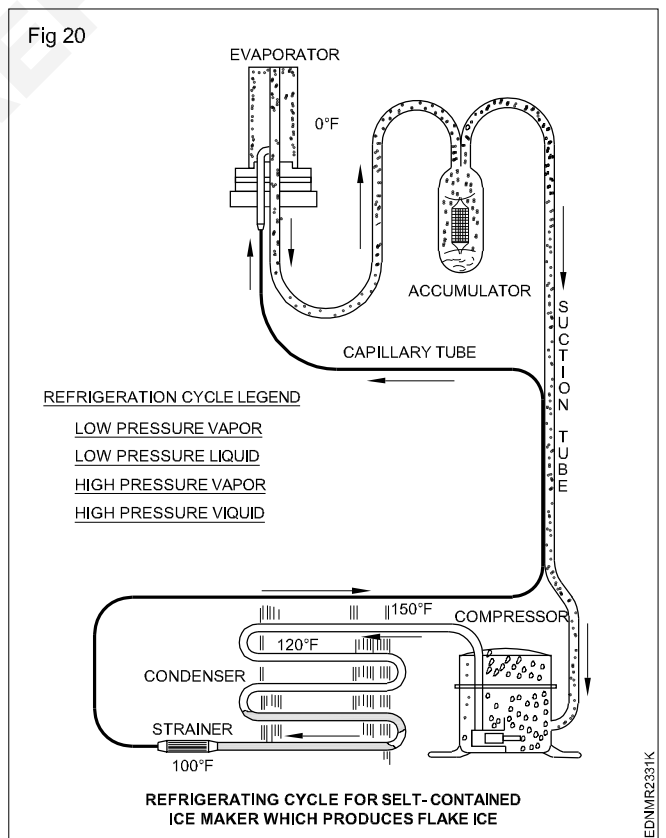 Fig 20
EVAPORATOR
0°F
ACCUMULATOR
SUCTION TUBE
CAPILLARY TUBE
REFRIGERATION CYCLE LEGEND
LOW PRESSURE VAPOR
LOW PRESSURE LIQUID
HIGH PRESSURE VAPOR
HIGH PRESSURE VIQUID
150°F
COMPRESSOR
120°F
CONDENSER
STRAINER
100°F
REFRIGERATING CYCLE FOR SELT-CONTAINED
ICE MAKER WHICH PRODUCES FLAKE ICE
EDNMR2331K